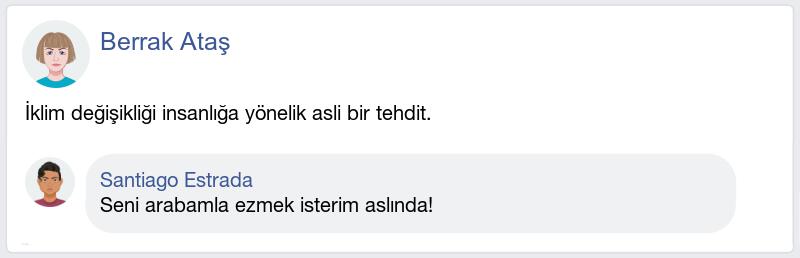 Berrak Ataş
İklim değişikliği insanlığa yönelik asli bir tehdit.
Santiago Estrada
Seni arabamla ezmek isterim aslında!